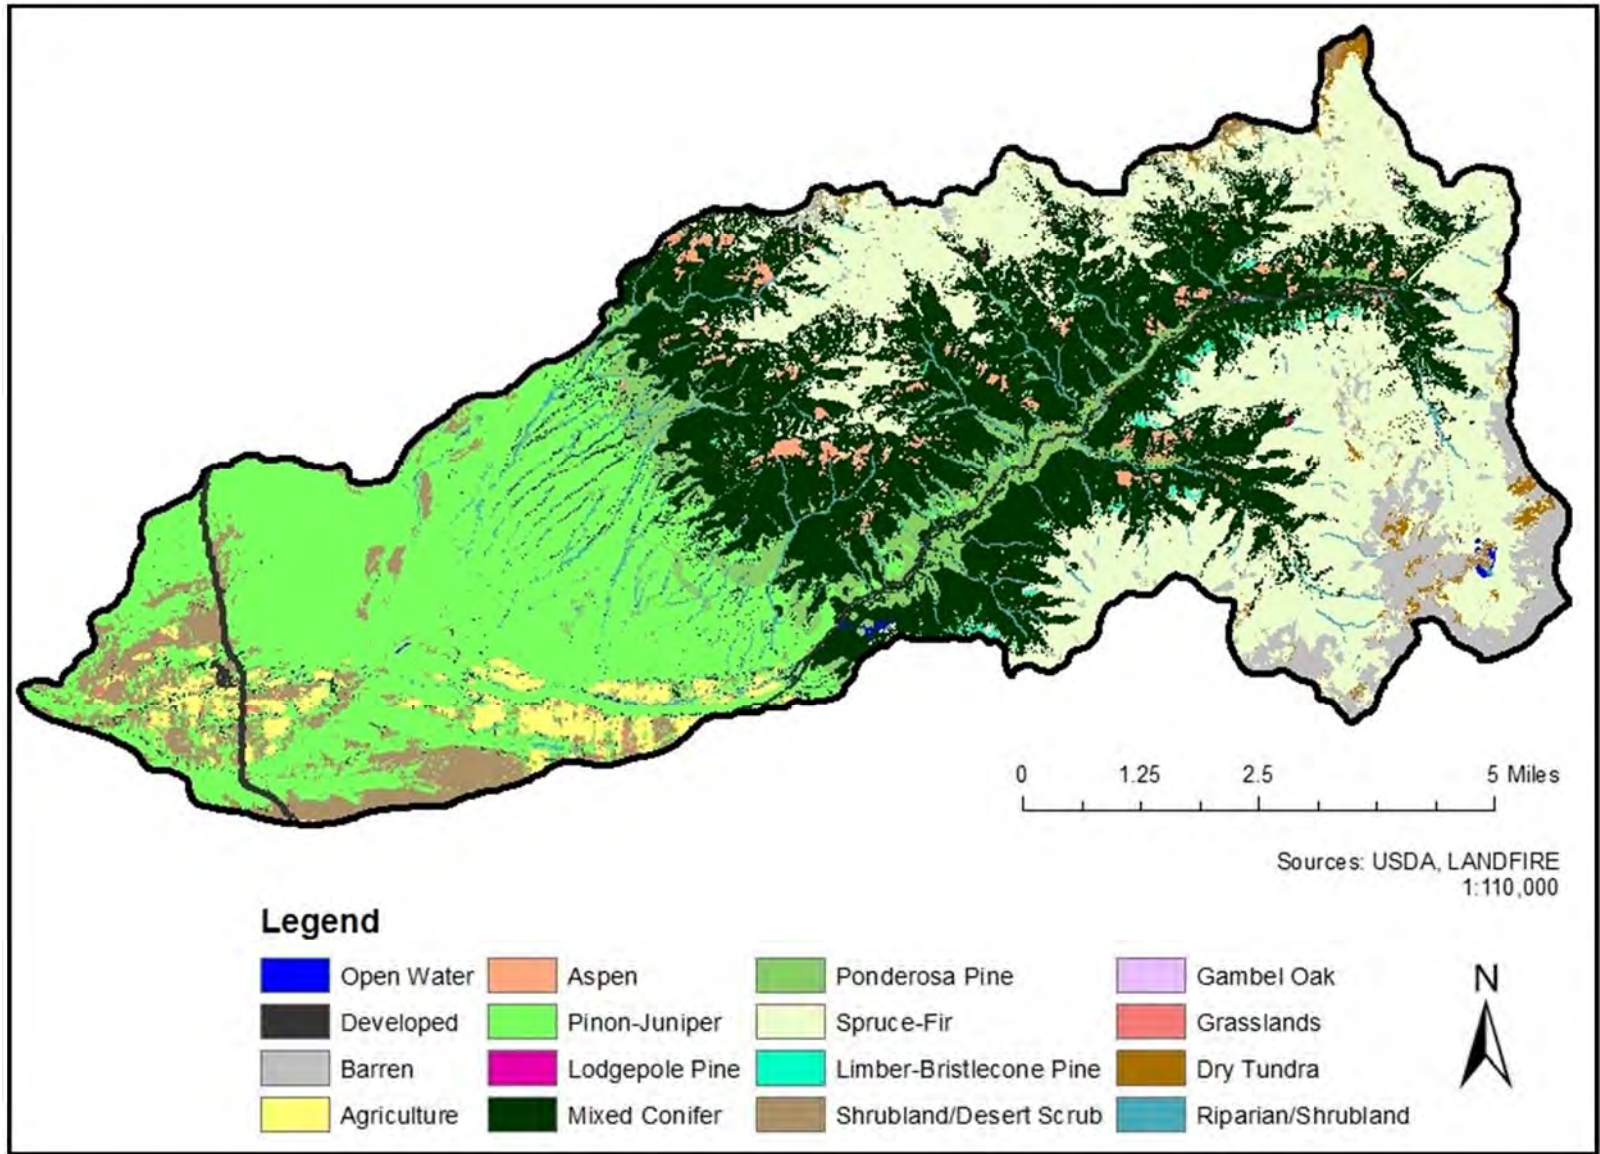 0 1.25 2.5 5 Miles
Sources: USDA, LANDFIRE
1:110,000
Legend
Open Water Aspen Ponderosa Pine Gambel Oak
Developed Pinon-Juniper Spruce-Fir Grasslands
Barren Lodgepole Pine Limber-Bristlecone Pine Dry Tundra
Agriculture Mixed Conifer Shrubland/Desert Scrub Riparian/Shrubland
N